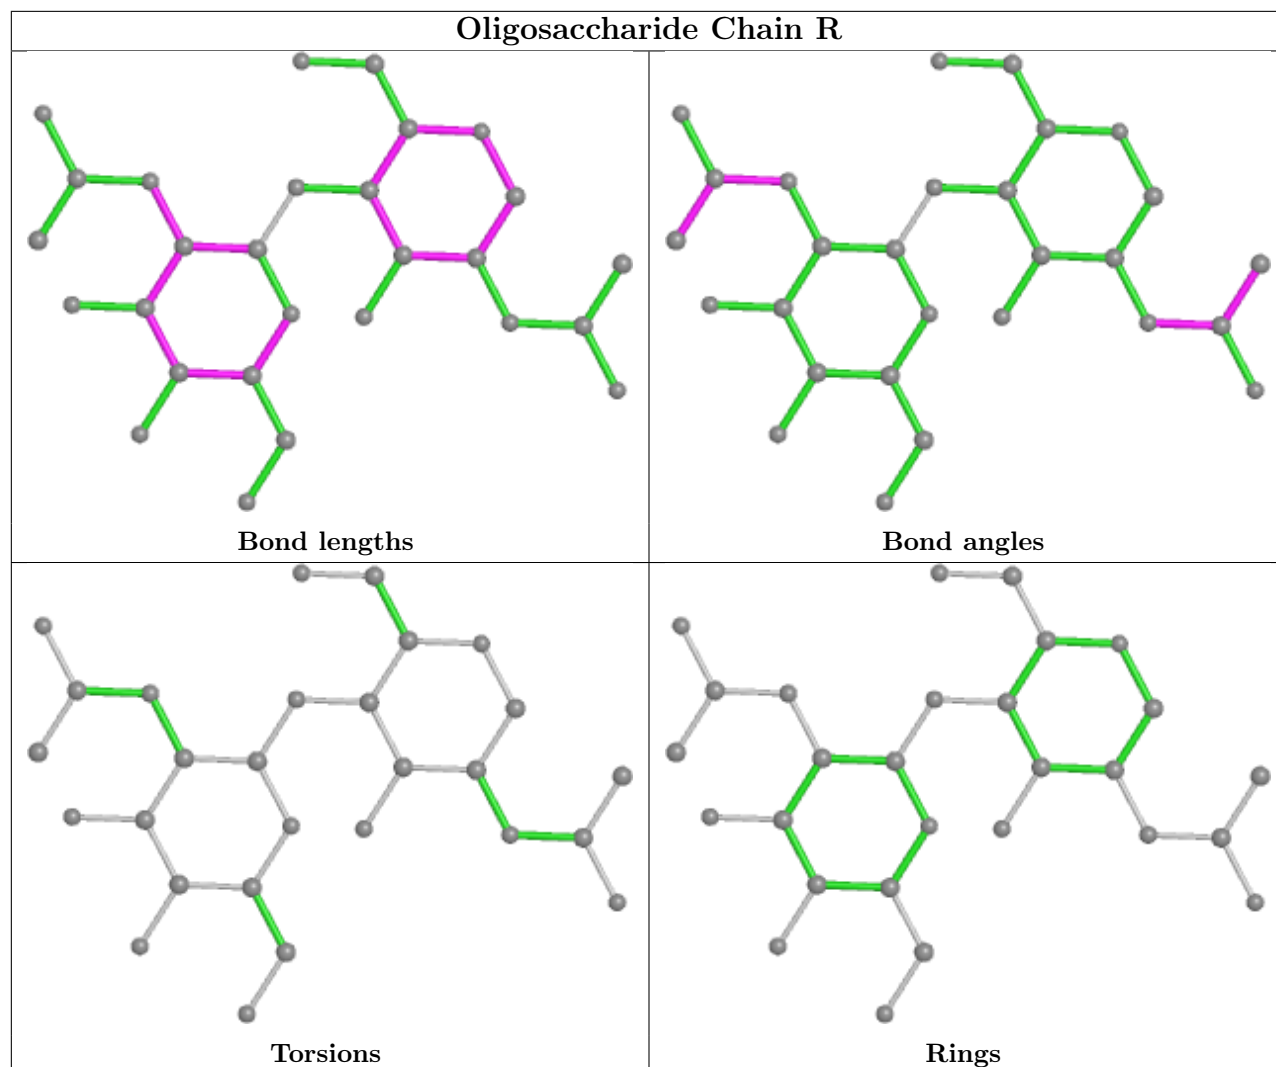 Oligosaccharide Chain R
Bond lengths
Bond angles
Torsions
Rings